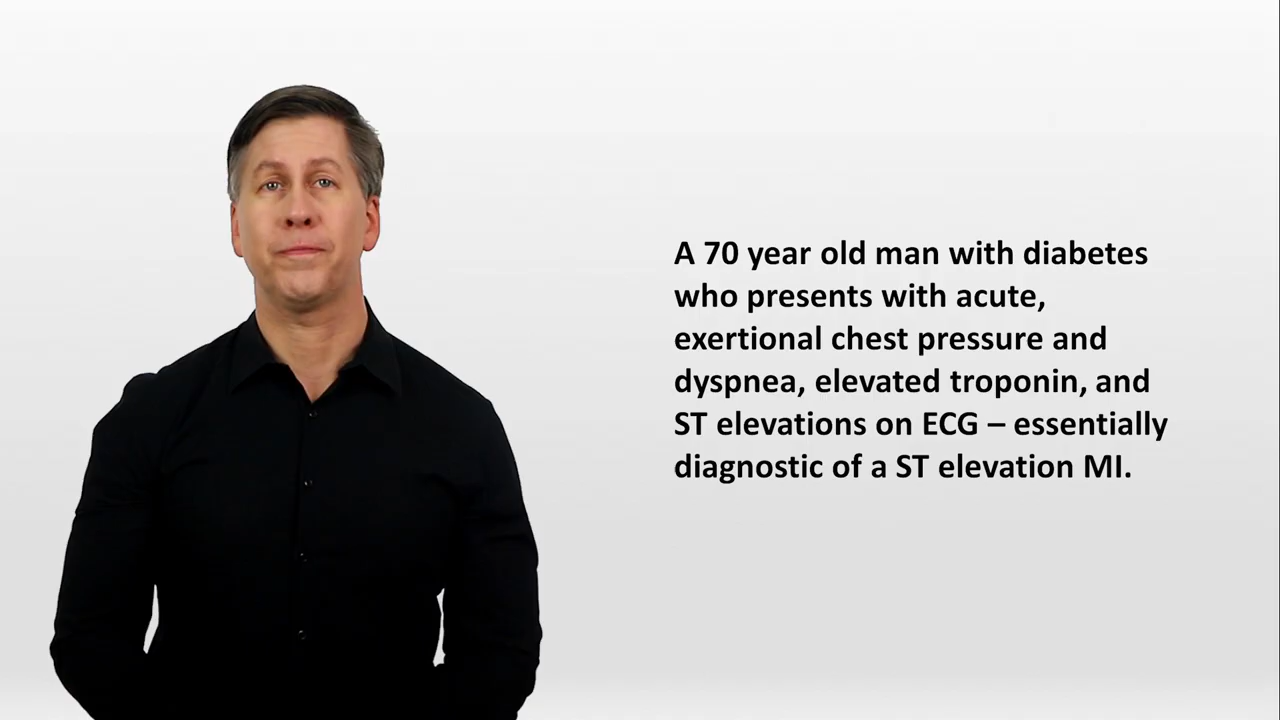 A 70 year old man with diabetes
who presents with acute,
exertional chest pressure and
dyspnea, elevated troponin, and
ST elevations on ECG – essentially
diagnostic of a ST elevation MI.